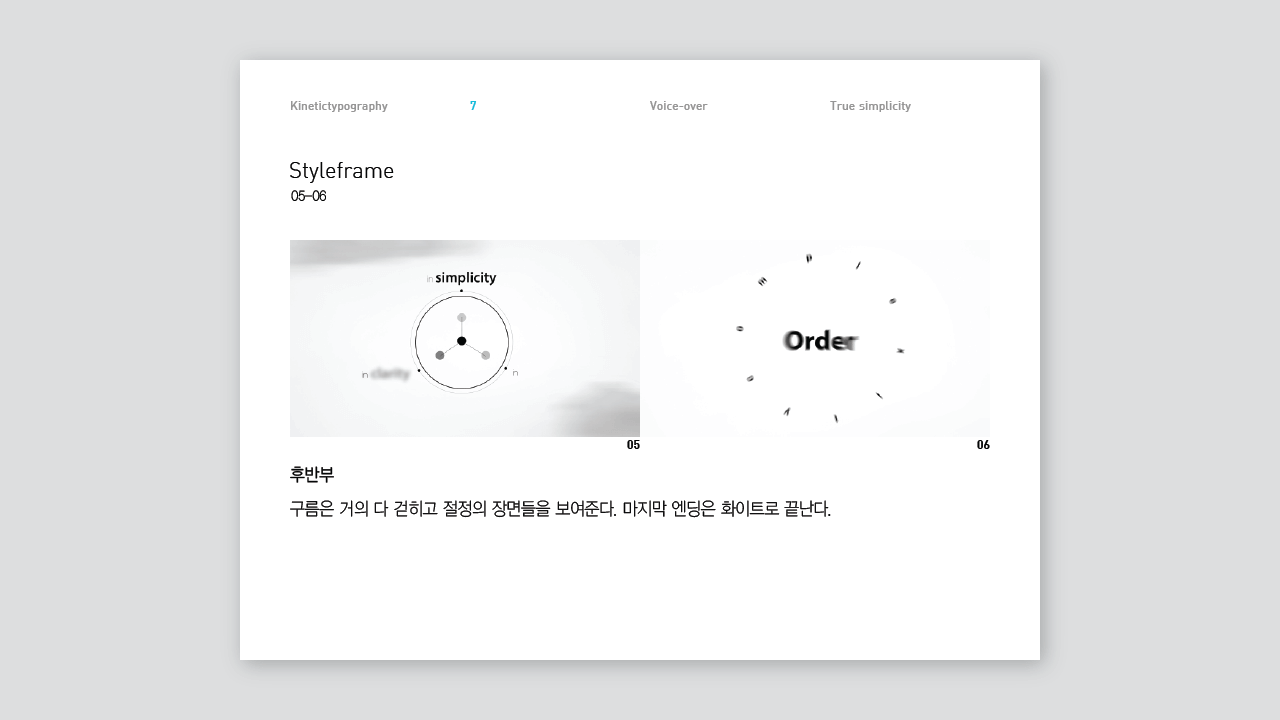 Kinetictypography 7 Voice-over True simplicity
Styleframe
05–06
in simplicity
in clarity
n
Order
05
06
후반부
구름은 거의 다 걷히고 절정의 장면들을 보여준다. 마지막 엔딩은 화이트로 끝난다.